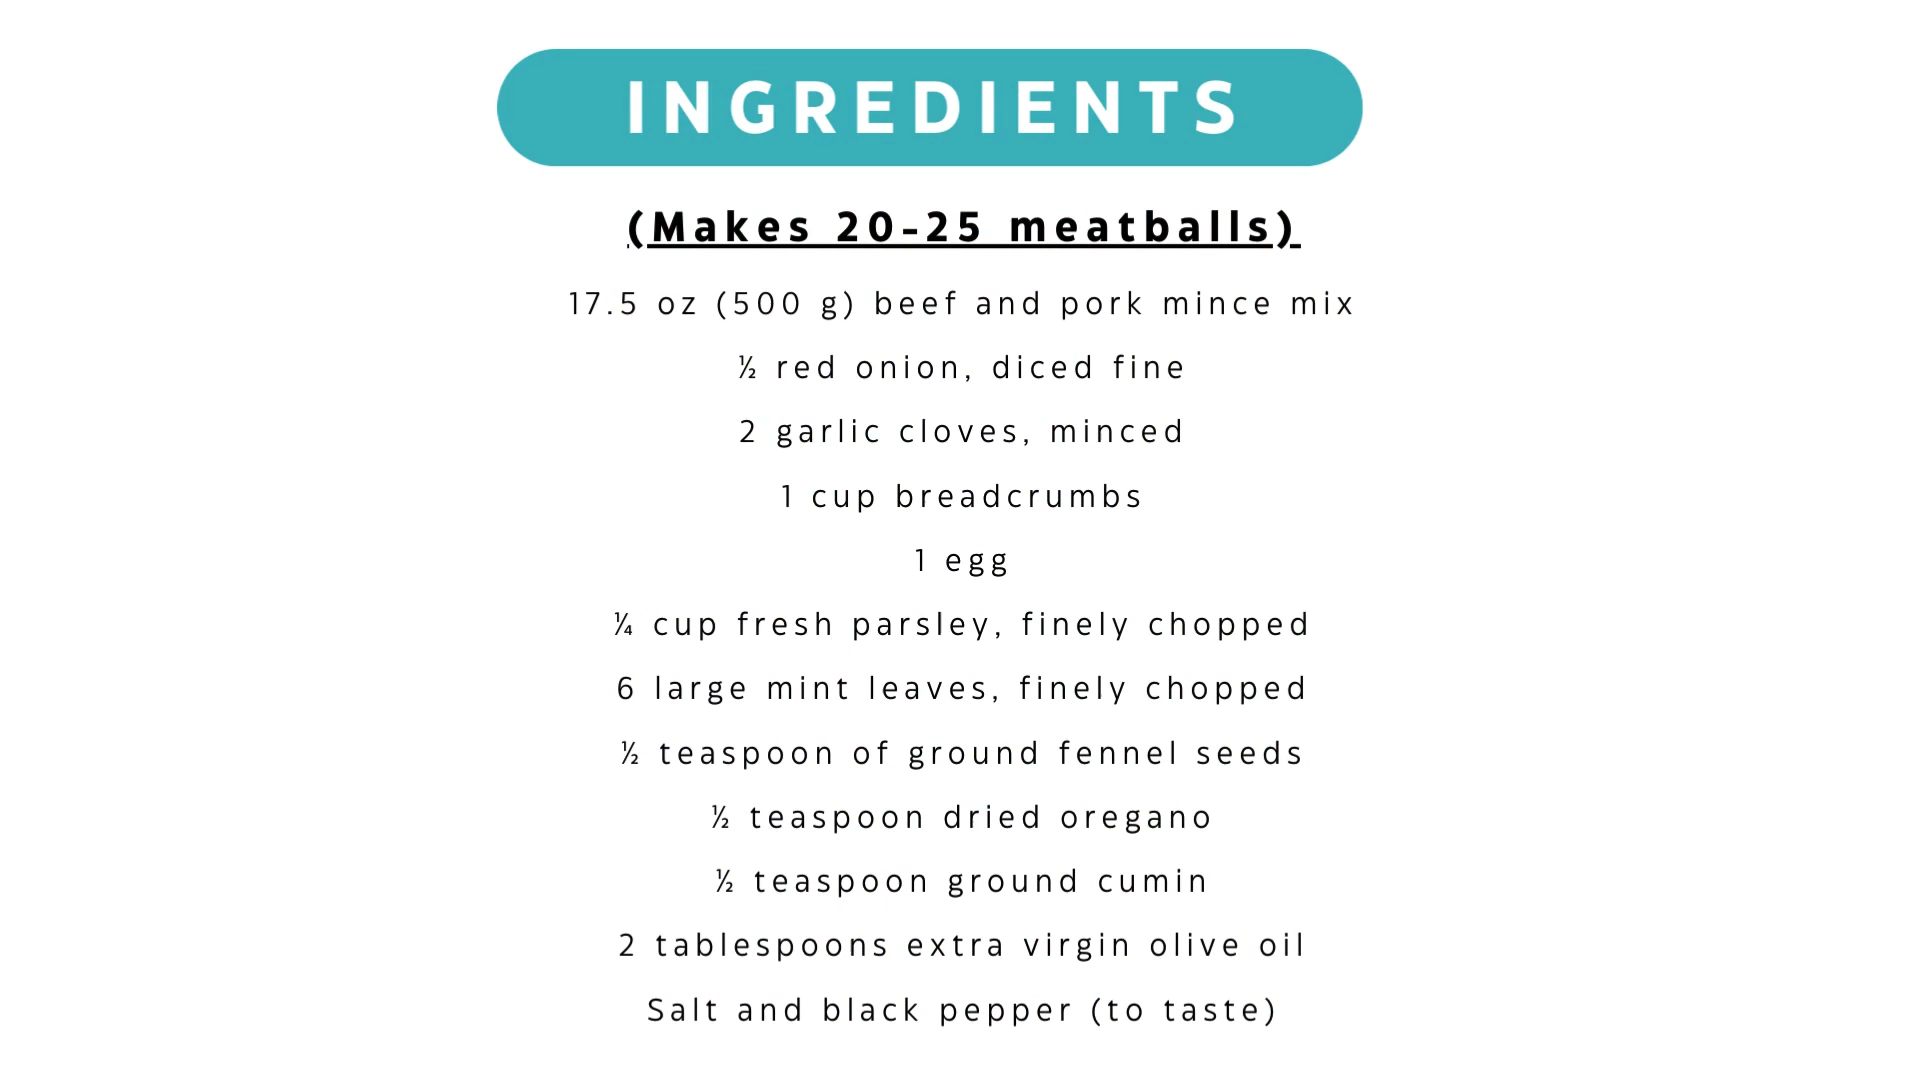 INGREDIENTS
(Makes 20-25 meatballs)
17.5 oz (500 g) beef and pork mince mix
½ red onion, diced fine
2 garlic cloves, minced
1 cup breadcrumbs
1 egg
¼ cup fresh parsley, finely chopped
6 large mint leaves, finely chopped
½ teaspoon of ground fennel seeds
½ teaspoon dried oregano
½ teaspoon ground cumin
2 tablespoons extra virgin olive oil
Salt and black pepper (to taste)